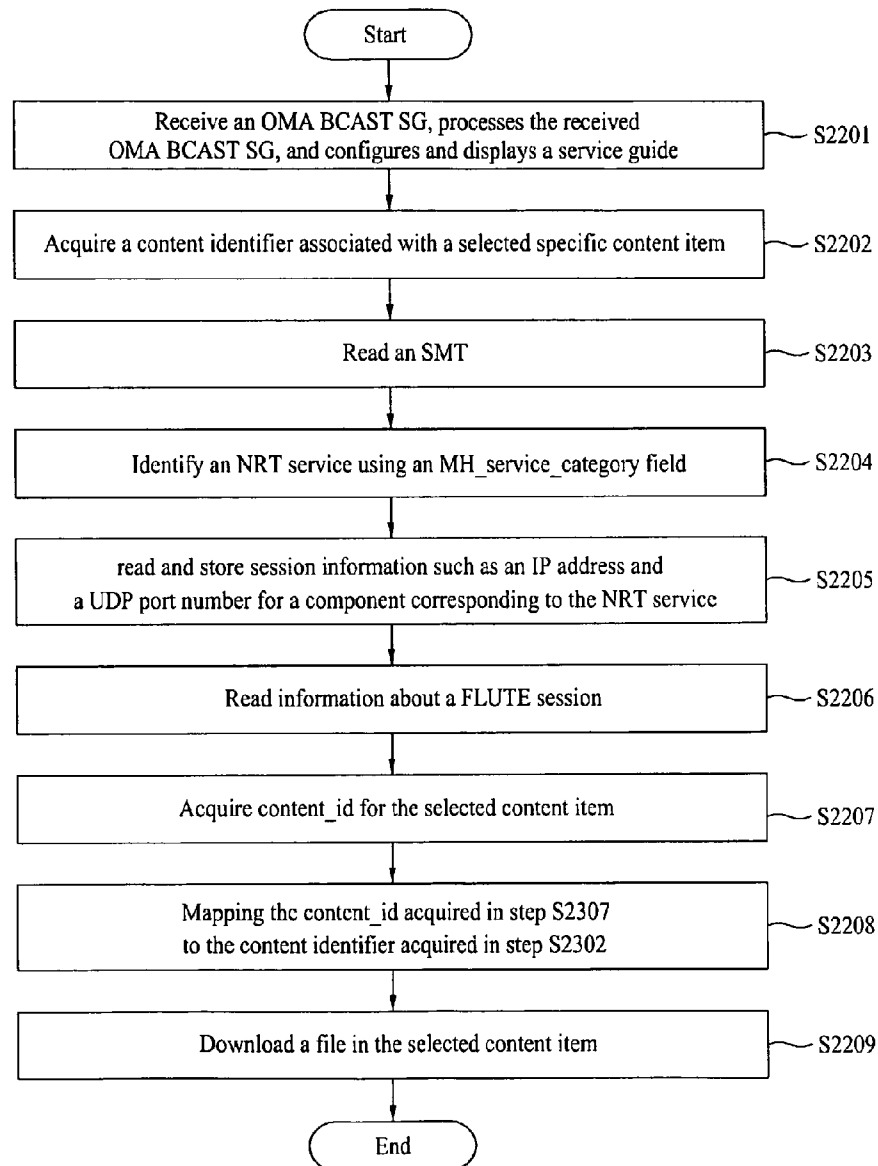 Start
Receive an OMA BCAST SG, processes the received
OMA BCAST SG, and configures and displays a service guide
S2201
Acquire a content identifier associated with a selected specific content item
S2202
Read an SMT
S2203
Identify an NRT service using an MH_service_category field
S2204
read and store session information such as an IP address and
a UDP port number for a component corresponding to the NRT service
S2205
Read information about a FLUTE session
S2206
Acquire content_id for the selected content item
S2207
Mapping the content_id acquired in step S2307
to the content identifier acquired in step S2302
S2208
Download a file in the selected content item
S2209
End